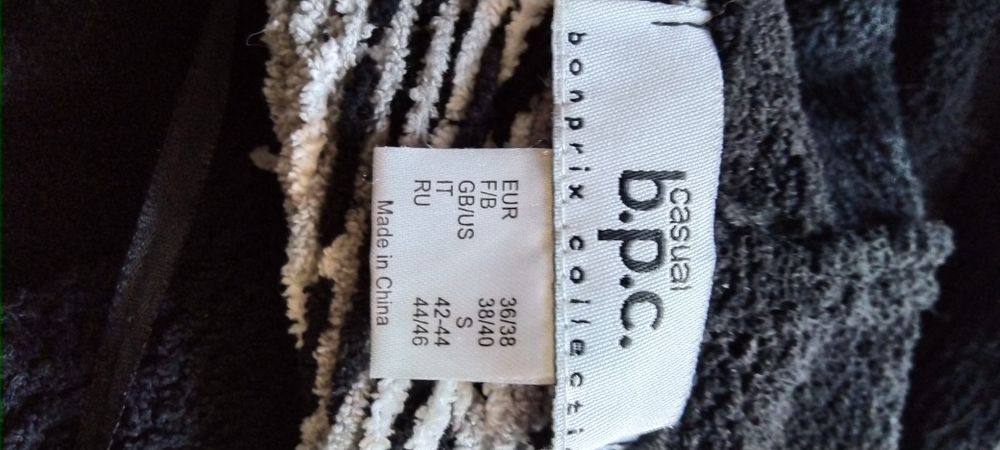 casual
b.p.c.
bonprix collecti
EUR 36/38
F/B 38/40
GB/US S
IT 42-44
RU 44/46
Made in China